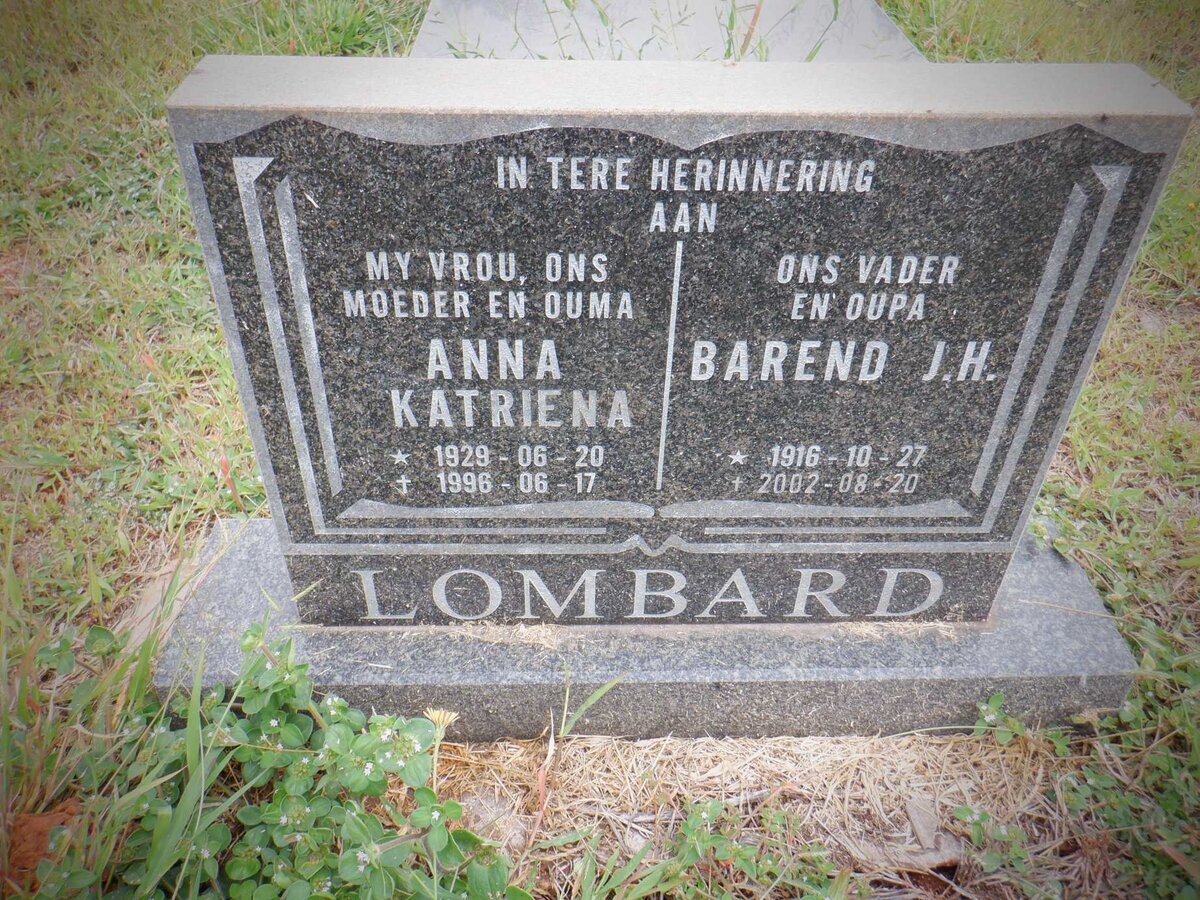 IN TERE HERINNERING
AAN
MY VROU, ONS
MOEDER EN OUMA
ANNA
KATRIENA
* 1929-06-20
† 1996-06-17
ONS VADER
EN OUPA
BAREND J.H.
* 1916-10-27
† 2002-08-20
LOMBARD